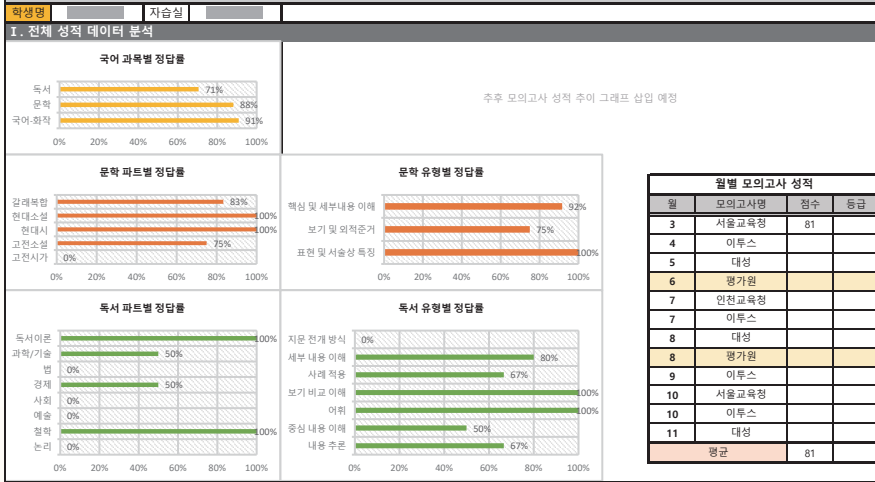 학생명 자습실
I. 전체 성적 데이터 분석
국어 과목별 정답률
독서 71%
문학 88%
국어-화작 91%
0% 20% 40% 60% 80% 100%
추후 모의고사 성적 추이 그래프 삽입 예정
문학 파트별 정답률
갈래복합 83%
현대소설 100%
현대시 100%
고전소설 75%
고전시가 0%
0% 20% 40% 60% 80% 100%
문학 유형별 정답률
핵심 및 세부내용 이해 92%
보기 및 외적준거 75%
표현 및 서술상 특징 100%
0% 20% 40% 60% 80% 100%
독서 파트별 정답률
독서이론 100%
과학/기술 50%
법 0%
경제 50%
사회 0%
예술 0%
철학 100%
논리 0%
0% 20% 40% 60% 80% 100%
독서 유형별 정답률
지문 전개 방식 0%
세부 내용 이해 80%
사례 적용 67%
보기 비교 이해 100%
어휘 100%
중심 내용 이해 50%
내용 추론 67%
0% 20% 40% 60% 80% 100%
월별 모의고사 성적
월 모의고사명 점수 등급
3 서울교육청 81
4 이투스
5 대성
6 평가원
7 인천교육청
7 이투스
8 대성
8 평가원
9 이투스
10 서울교육청
10 이투스
11 대성
평균 81